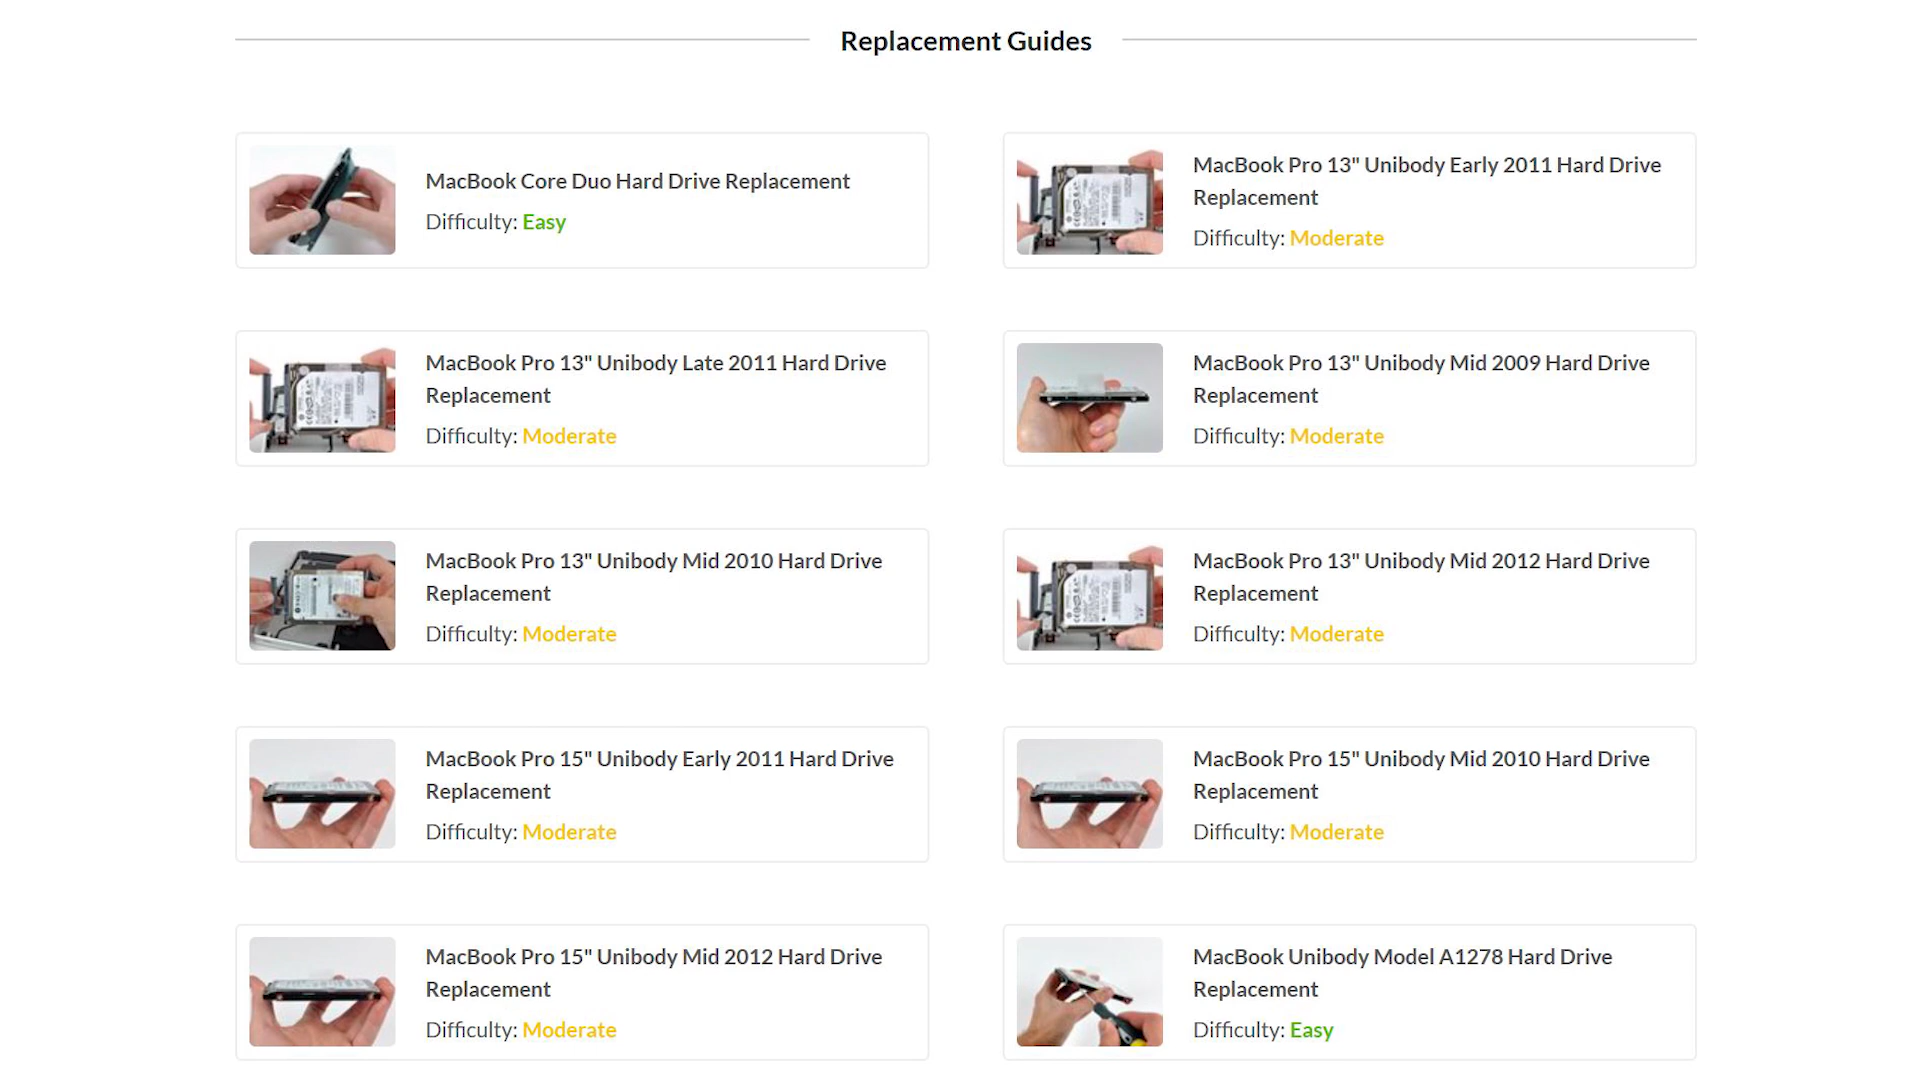 Replacement Guides
MacBook Core Duo Hard Drive Replacement
Difficulty: Easy
MacBook Pro 13" Unibody Early 2011 Hard Drive
Replacement
Difficulty: Moderate
MacBook Pro 13" Unibody Late 2011 Hard Drive
Replacement
Difficulty: Moderate
MacBook Pro 13" Unibody Mid 2009 Hard Drive
Replacement
Difficulty: Moderate
MacBook Pro 13" Unibody Mid 2010 Hard Drive
Replacement
Difficulty: Moderate
MacBook Pro 13" Unibody Mid 2012 Hard Drive
Replacement
Difficulty: Moderate
MacBook Pro 15" Unibody Early 2011 Hard Drive
Replacement
Difficulty: Moderate
MacBook Pro 15" Unibody Mid 2010 Hard Drive
Replacement
Difficulty: Moderate
MacBook Pro 15" Unibody Mid 2012 Hard Drive
Replacement
Difficulty: Moderate
MacBook Unibody Model A1278 Hard Drive
Replacement
Difficulty: Easy